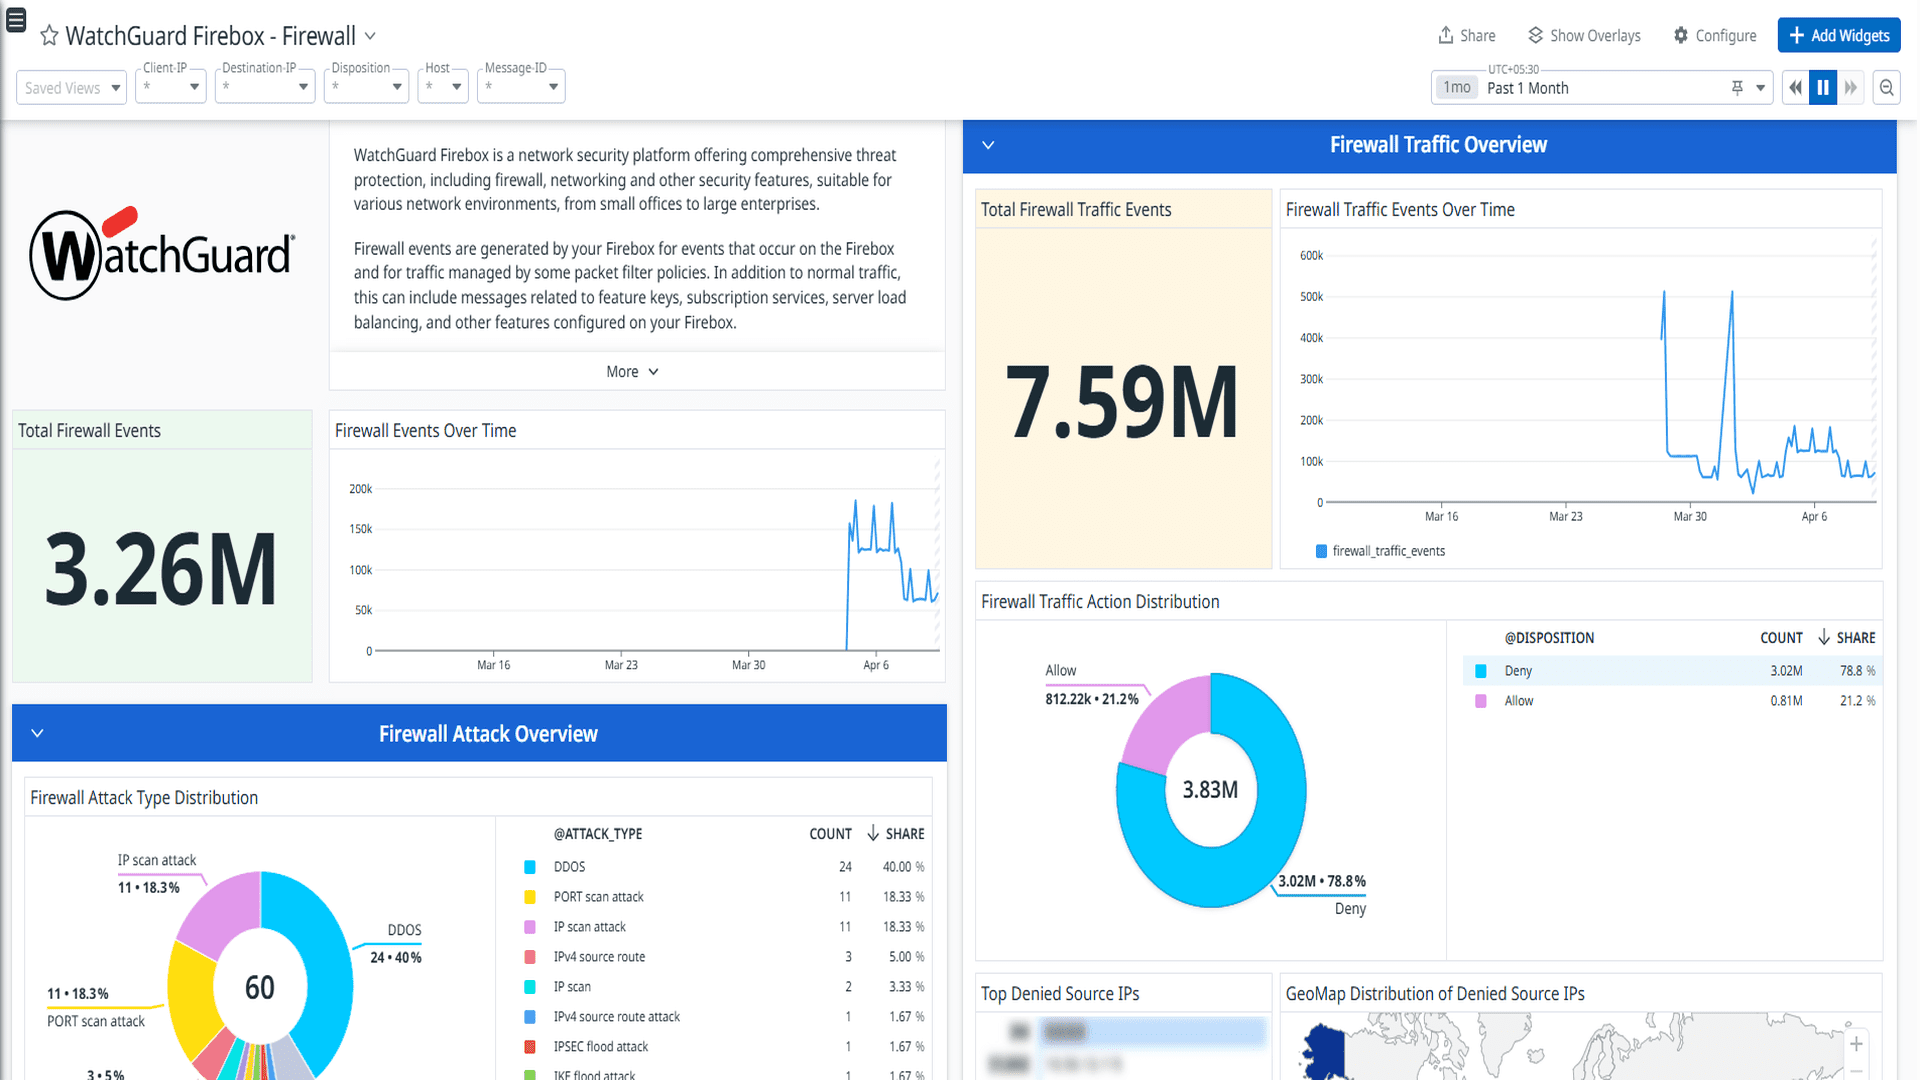 WatchGuard Firebox - Firewall
Share
Show Overlays
Configure
Add Widgets
Saved Views
Client-IP
*
Destination-IP
*
Disposition
*
Host
*
Message-ID
*
UTC+05:30
1mo
Past 1 Month
WatchGuard
WatchGuard Firebox is a network security platform offering comprehensive threat
protection, including firewall, networking and other security features, suitable for
various network environments, from small offices to large enterprises.
Firewall events are generated by your Firebox for events that occur on the Firebox
and for traffic managed by some packet filter policies. In addition to normal traffic,
this can include messages related to feature keys, subscription services, server load
balancing, and other features configured on your Firebox.
More
Total Firewall Events
3.26M
Firewall Events Over Time
200k
150k
100k
50k
0
Mar 16
Mar 23
Mar 30
Apr 6
Firewall Attack Overview
Firewall Attack Type Distribution
IP scan attack
11 • 18.3%
DDOS
24 • 40%
60
11 • 18.3%
PORT scan attack
3 • 5%
@ATTACK_TYPE COUNT SHARE
DDOS 24 40.00 %
PORT scan attack 11 18.33 %
IP scan attack 11 18.33 %
IPv4 source route 3 5.00 %
IP scan 2 3.33 %
IPv4 source route attack 1 1.67 %
IPSEC flood attack 1 1.67 %
IKE flood attack 1 1.67 %
Firewall Traffic Overview
Total Firewall Traffic Events
7.59M
Firewall Traffic Events Over Time
600k
500k
400k
300k
200k
100k
0
Mar 16
Mar 23
Mar 30
Apr 6
firewall_traffic_events
Firewall Traffic Action Distribution
Allow
812.22k • 21.2%
3.83M
3.02M • 78.8%
Deny
@DISPOSITION COUNT SHARE
Deny 3.02M 78.8 %
Allow 0.81M 21.2 %
Top Denied Source IPs
GeoMap Distribution of Denied Source IPs